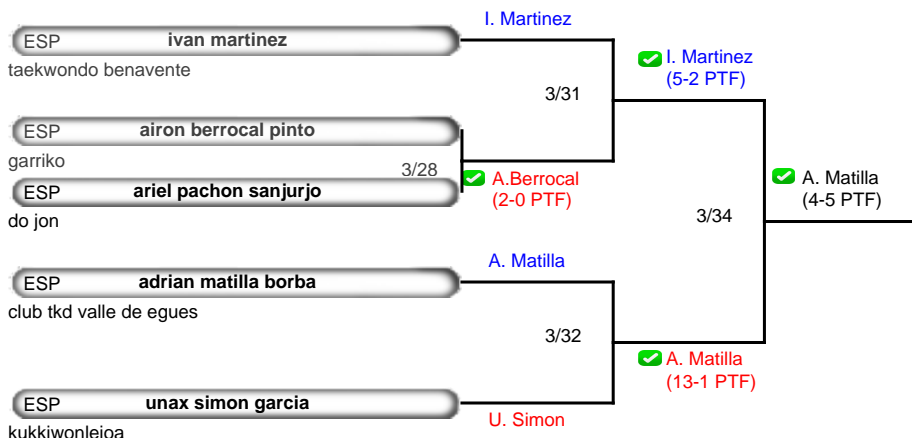 I. Martinez
ESP ivan martinez
taekwondo benavente
I. Martinez
(5-2 PTF)
3/31
ESP airon berrocal pinto
garriko
3/28
A.Berrocal
(2-0 PTF)
ESP ariel pachon sanjurjo
do jon
A. Matilla
(4-5 PTF)
3/34
A. Matilla
ESP adrian matilla borba
club tkd valle de egues
3/32
A. Matilla
(13-1 PTF)
ESP unax simon garcia
U. Simon
kukkiwonleioa